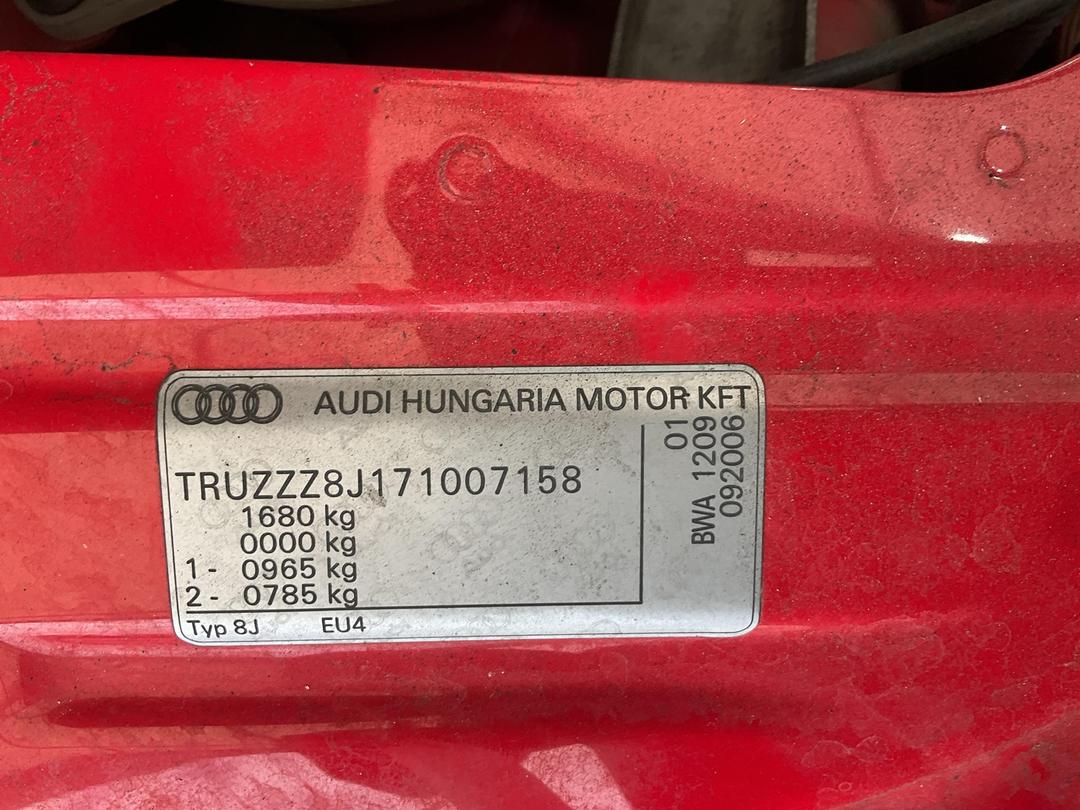 AUDI HUNGARIA MOTOR KFT
TRUZZZ8J171007158
1680 kg
0000 kg
1 - 0965 kg
2 - 0785 kg
Typ 8J EU4
01
BWA 1209
092006